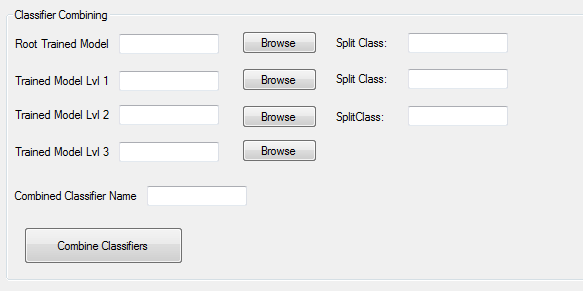 Classifier Combining
Root Trained Model Browse Split Class:
Trained Model Lvl 1 Browse Split Class:
Trained Model Lvl 2 Browse SplitClass:
Trained Model Lvl 3 Browse
Combined Classifier Name
Combine Classifiers